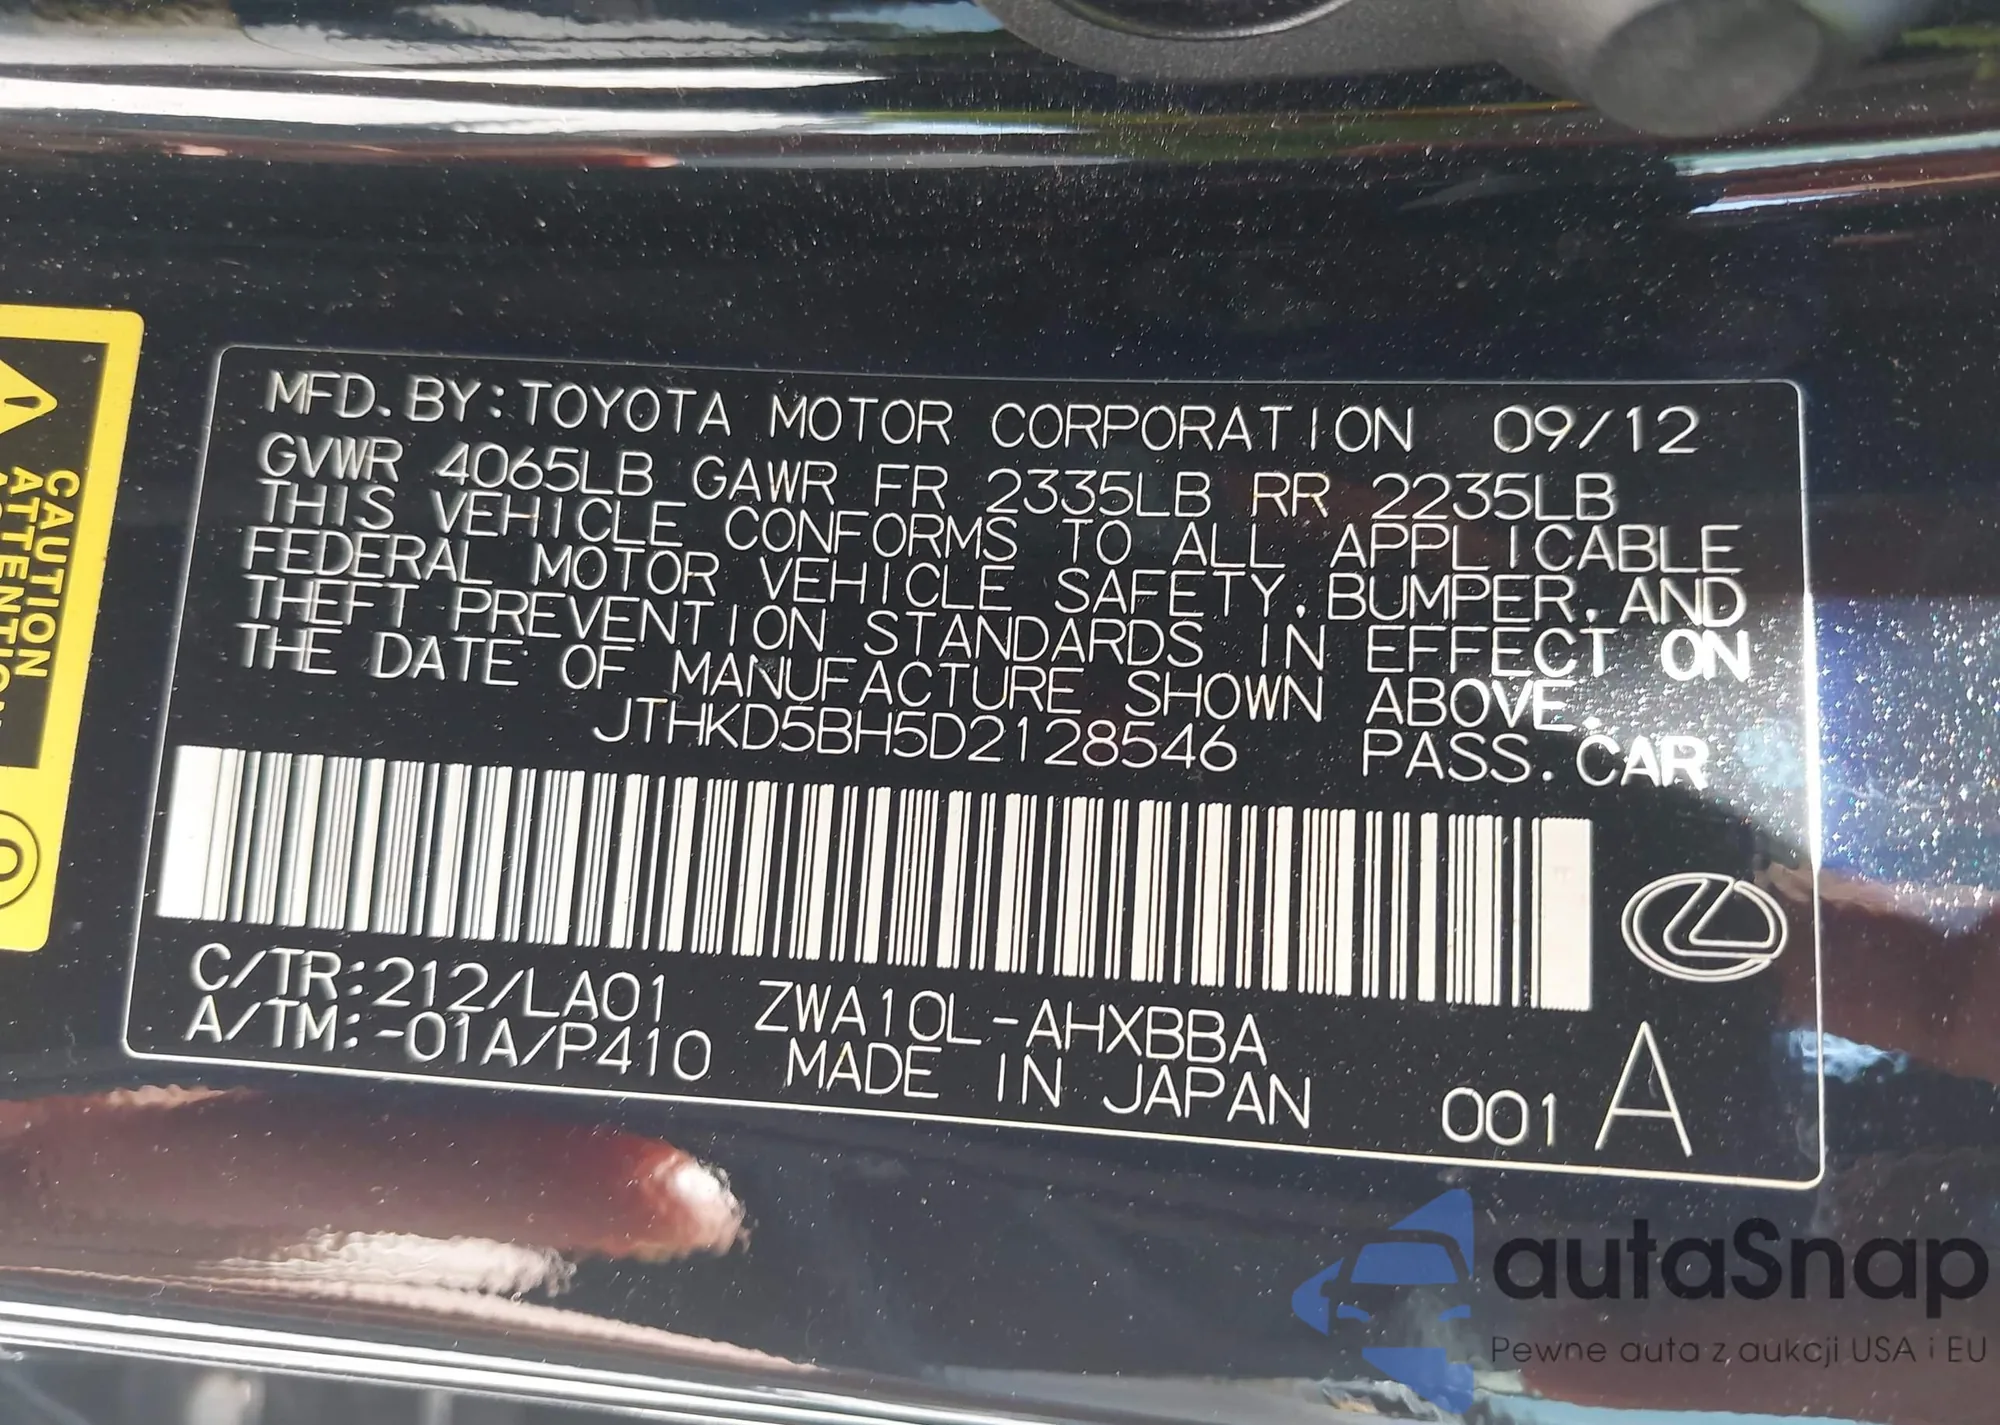 MFD. BY: TOYOTA MOTOR CORPORATION 09/12
GVWR 4065LB GAWR FR 2335LB RR 2235LB
THIS VEHICLE CONFORMS TO ALL APPLICABLE
FEDERAL MOTOR VEHICLE SAFETY, BUMPER, AND
THEFT PREVENTION STANDARDS IN EFFECT ON
THE DATE OF MANUFACTURE SHOWN ABOVE.
JTHKD5BH5D2128546 PASS. CAR
C/TR: 212/LA01 ZWA10L-AHXBBA
A/TM: -01A/P410 MADE IN JAPAN 001 A
CAUTION
ATTENTION
autaSnap
Pewne auta z aukcji USA i EU